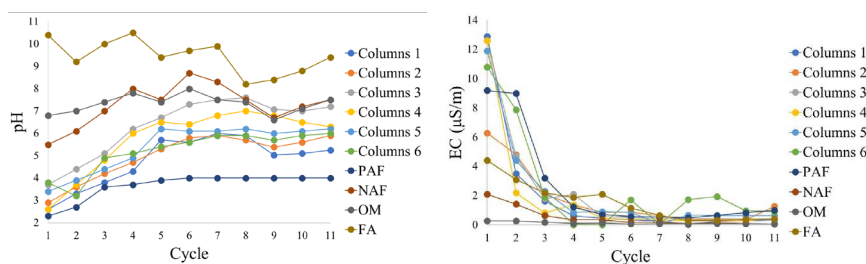 11
10
9
8
7
6
5
4
3
2
pH
1 2 3 4 5 6 7 8 9 10 11
Cycle
Columns 1
Columns 2
Columns 3
Columns 4
Columns 5
Columns 6
PAF
NAF
OM
FA
14
12
10
8
6
4
2
0
EC (µS/m)
1 2 3 4 5 6 7 8 9 10 11
Cycle
Columns 1
Columns 2
Columns 3
Columns 4
Columns 5
Columns 6
PAF
NAF
OM
FA